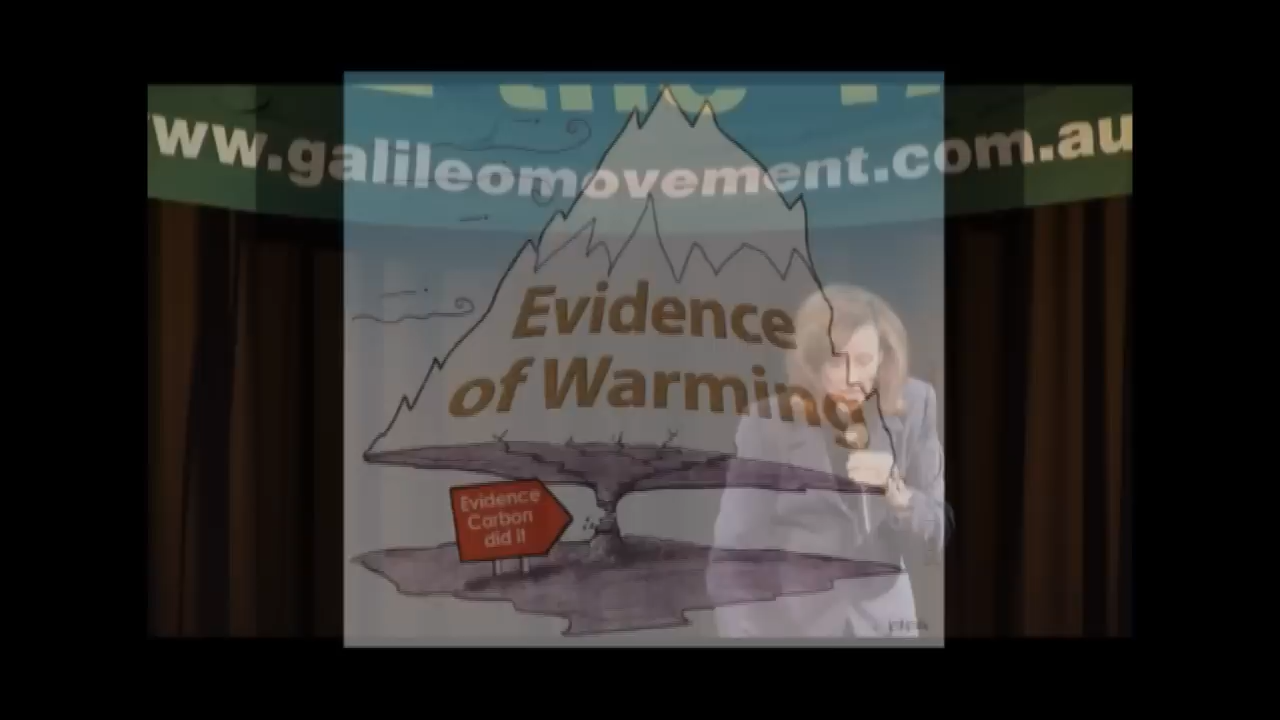 www.galileomovement.com.au
Evidence
of Warming
Evidence
Carbon
did it